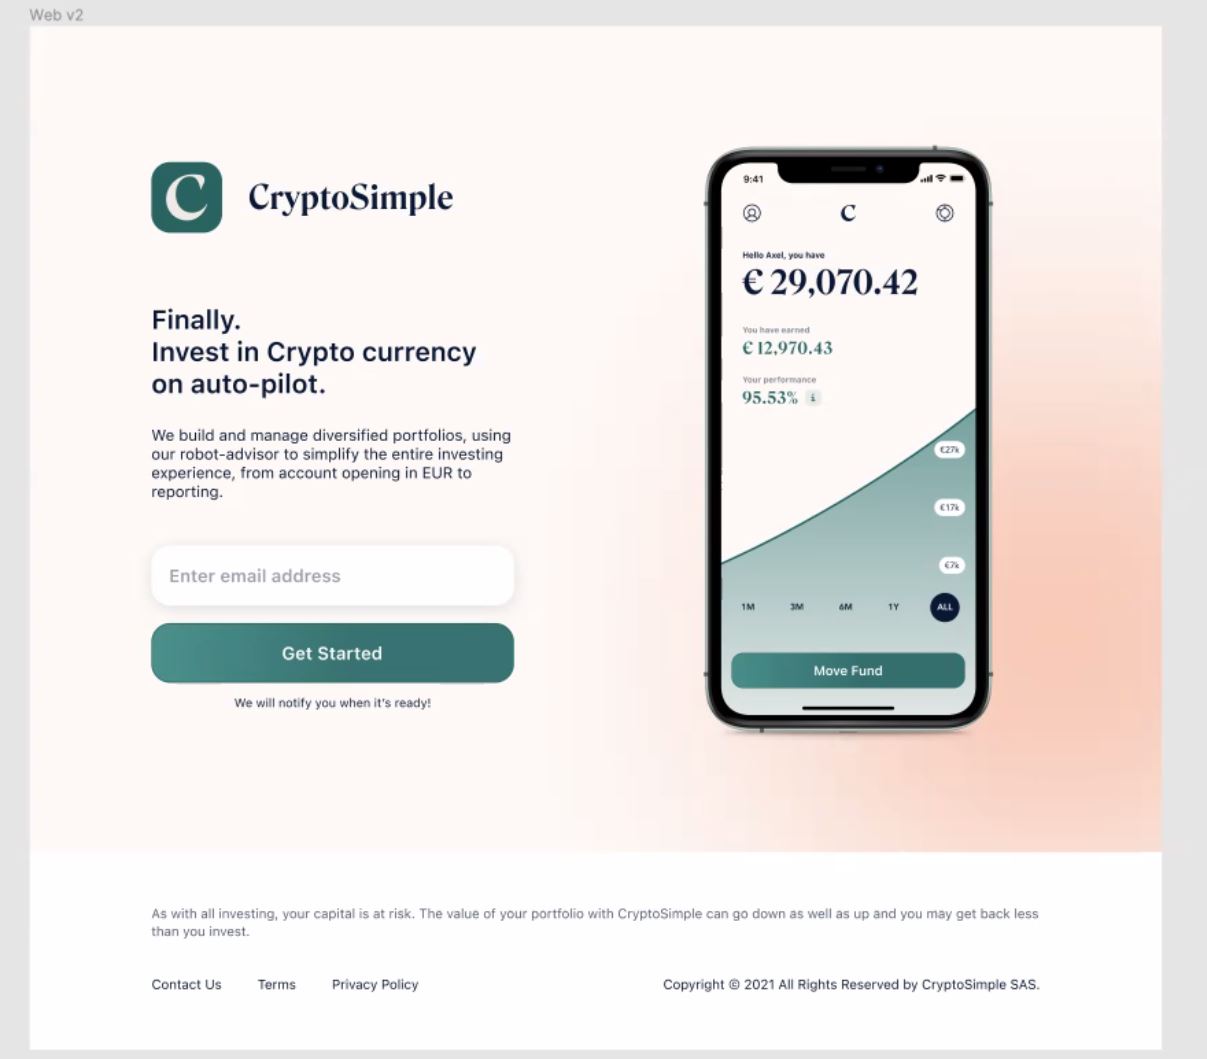 Web v2
C CryptoSimple
Finally.
Invest in Crypto currency
on auto-pilot.
We build and manage diversified portfolios, using
our robot-advisor to simplify the entire investing
experience, from account opening in EUR to
reporting.
Enter email address
Get Started
We will notify you when it's ready!
9:41
C
Hello Axel, you have
€ 29,070.42
You have earned
€ 12,970.43
Your performance
95.53% i
€27k
€17k
€7k
1M 3M 6M 1Y ALL
Move Fund
As with all investing, your capital is at risk. The value of your portfolio with CryptoSimple can go down as well as up and you may get back less
than you invest.
Contact Us Terms Privacy Policy Copyright © 2021 All Rights Reserved by CryptoSimple SAS.